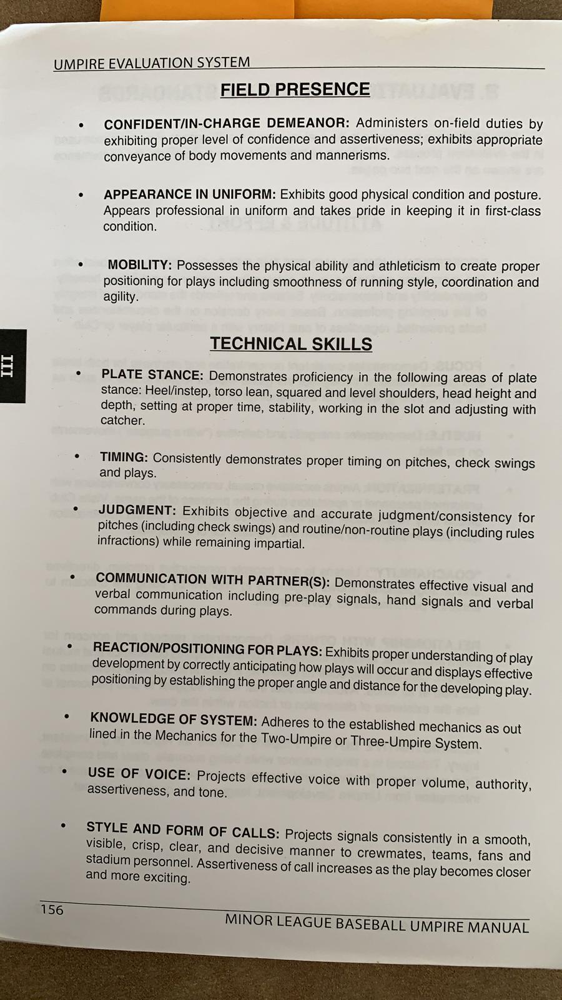 UMPIRE EVALUATION SYSTEM
FIELD PRESENCE
• CONFIDENT/IN-CHARGE DEMEANOR: Administers on-field duties by
exhibiting proper level of confidence and assertiveness; exhibits appropriate
conveyance of body movements and mannerisms.
• APPEARANCE IN UNIFORM: Exhibits good physical condition and posture.
Appears professional in uniform and takes pride in keeping it in first-class
condition.
• MOBILITY: Possesses the physical ability and athleticism to create proper
positioning for plays including smoothness of running style, coordination and
agility.
III
TECHNICAL SKILLS
• PLATE STANCE: Demonstrates proficiency in the following areas of plate
stance: Heel/instep, torso lean, squared and level shoulders, head height and
depth, setting at proper time, stability, working in the slot and adjusting with
catcher.
• TIMING: Consistently demonstrates proper timing on pitches, check swings
and plays.
• JUDGMENT: Exhibits objective and accurate judgment/consistency for
pitches (including check swings) and routine/non-routine plays (including rules
infractions) while remaining impartial.
• COMMUNICATION WITH PARTNER(S): Demonstrates effective visual and
verbal communication including pre-play signals, hand signals and verbal
commands during plays.
• REACTION/POSITIONING FOR PLAYS: Exhibits proper understanding of play
development by correctly anticipating how plays will occur and displays effective
positioning by establishing the proper angle and distance for the developing play.
• KNOWLEDGE OF SYSTEM: Adheres to the established mechanics as out
lined in the Mechanics for the Two-Umpire or Three-Umpire System.
• USE OF VOICE: Projects effective voice with proper volume, authority,
assertiveness, and tone.
• STYLE AND FORM OF CALLS: Projects signals consistently in a smooth,
visible, crisp, clear, and decisive manner to crewmates, teams, fans and
stadium personnel. Assertiveness of call increases as the play becomes closer
and more exciting.
156
MINOR LEAGUE BASEBALL UMPIRE MANUAL